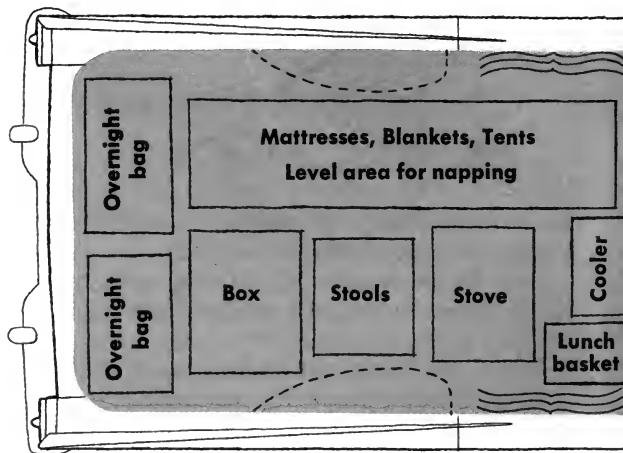 Overnight
bag
Mattresses, Blankets, Tents
Level area for napping
Overnight
bag
Box
Stools
Stove
Cooler
Lunch
basket